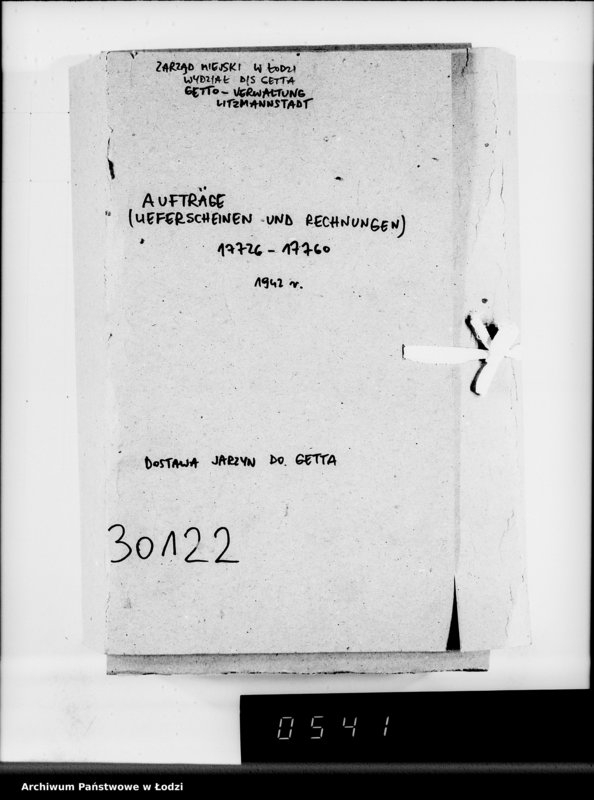 ZARZĄD MIEJSKI W ŁODZI
WYDZIAŁ D/S GETTA
GETTO - VERWALTUNG
LITZMANNSTADT
AUFTRÄGE
(LIEFERSCHEINEN UND RECHNUNGEN)
17726 - 17760
1942 r.
DOSTAWA JARZYN DO. GETTA
30122
0541
Archiwum Państwowe w Łodzi